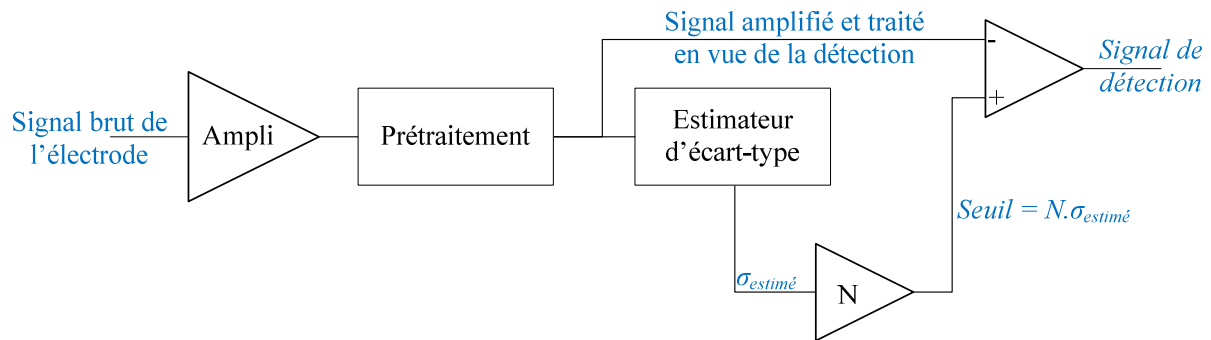 Signal amplifié et traité
en vue de la détection
-
Signal de
détection
+
Signal brut de
l’électrode
Ampli
Prétraitement
Estimateur
d’écart-type
Seuil = N.σestimé
σestimé
N